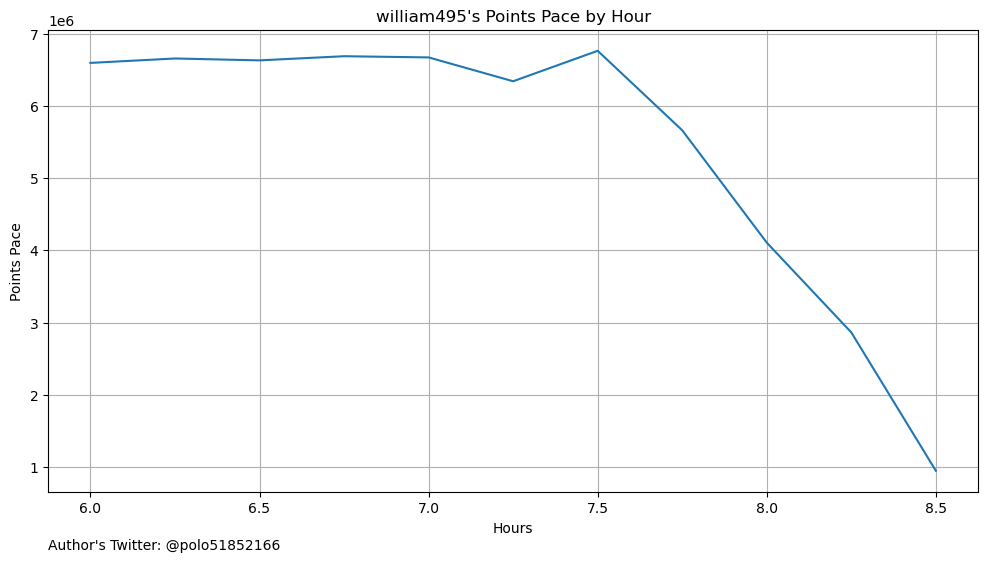 william495's Points Pace by Hour
1e6
7
6
5
4
3
2
1
Points Pace
6.0 6.5 7.0 7.5 8.0 8.5
Hours
Author's Twitter: @polo51852166